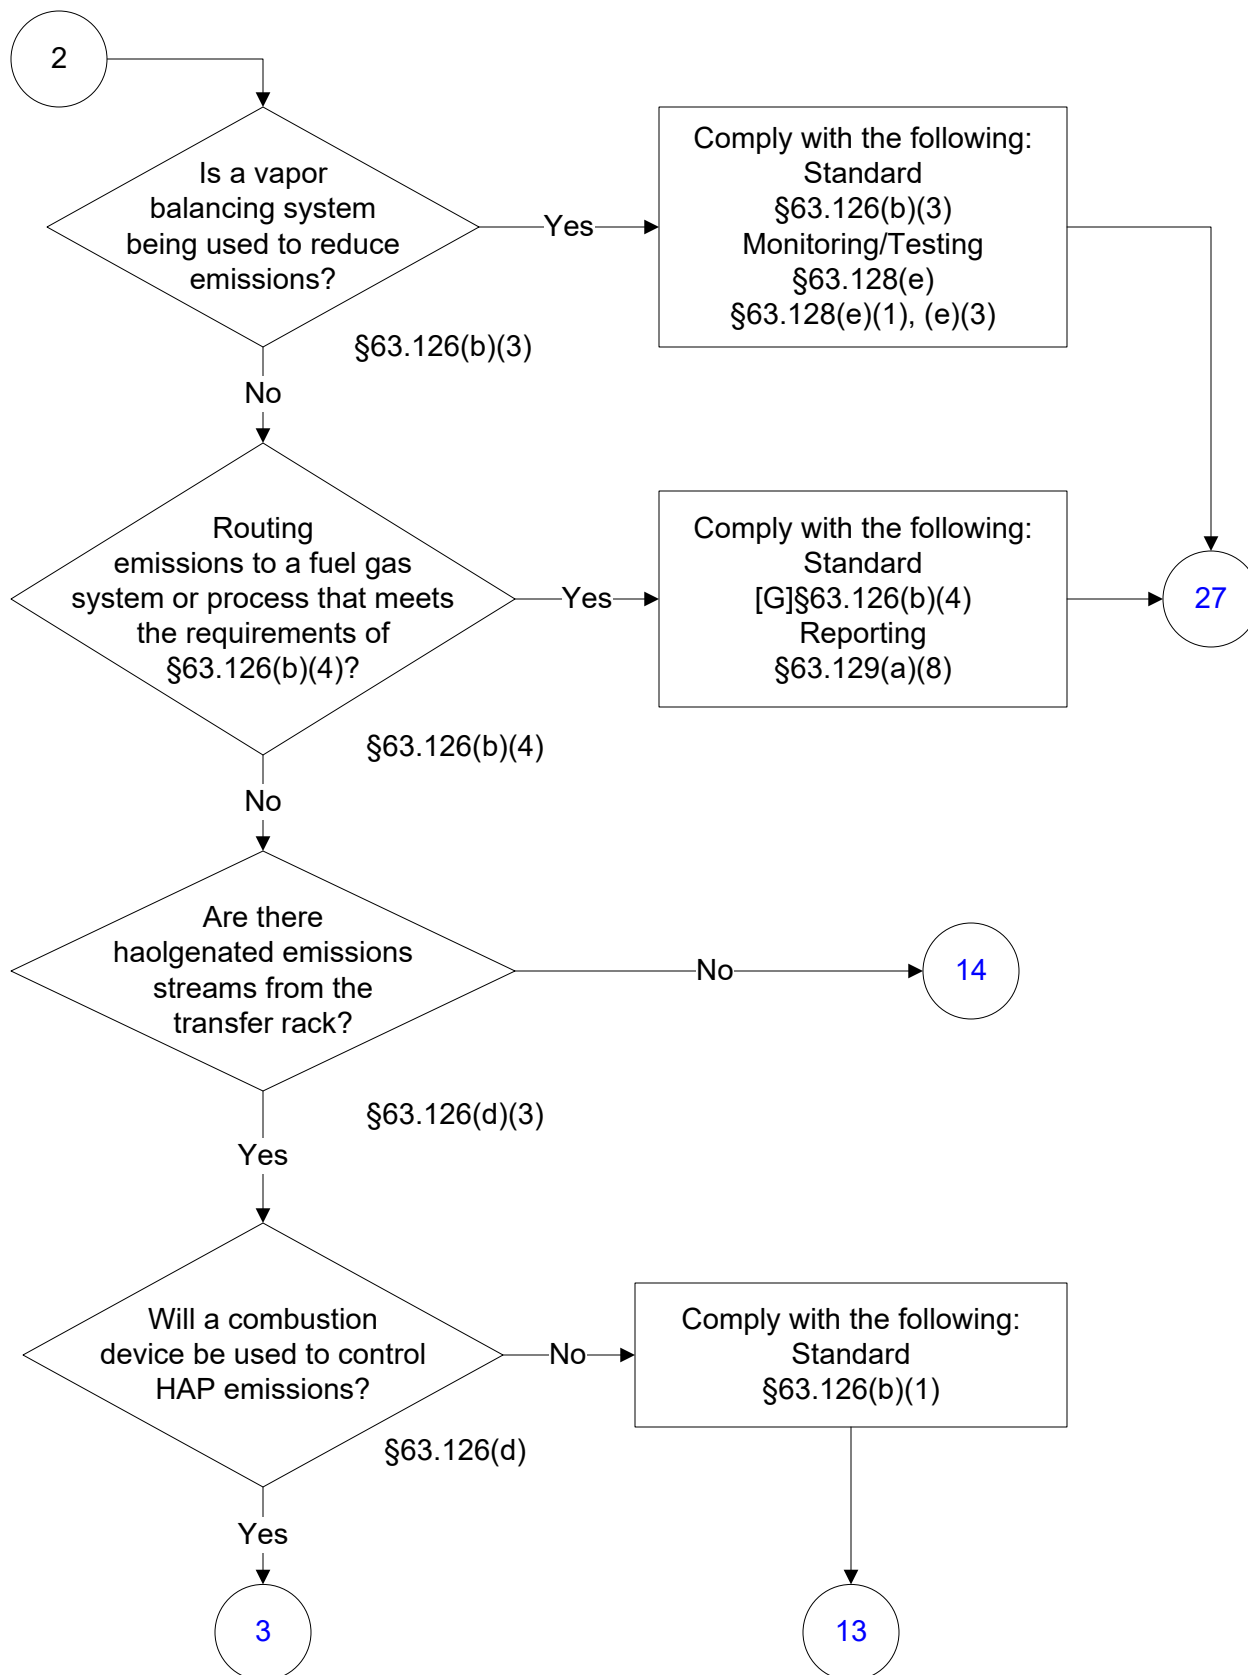 2
Is a vapor
balancing system
being used to reduce
emissions?
Yes
Comply with the following:
Standard
§63.126(b)(3)
Monitoring/Testing
§63.128(e)
§63.128(e)(1), (e)(3)
§63.126(b)(3)
No
Routing
emissions to a fuel gas
system or process that meets
the requirements of
§63.126(b)(4)?
Yes
Comply with the following:
Standard
[G]§63.126(b)(4)
Reporting
§63.129(a)(8)
27
§63.126(b)(4)
No
Are there
haolgenated emissions
streams from the
transfer rack?
No
14
§63.126(d)(3)
Yes
Will a combustion
device be used to control
HAP emissions?
No
Comply with the following:
Standard
§63.126(b)(1)
§63.126(d)
Yes
3
13